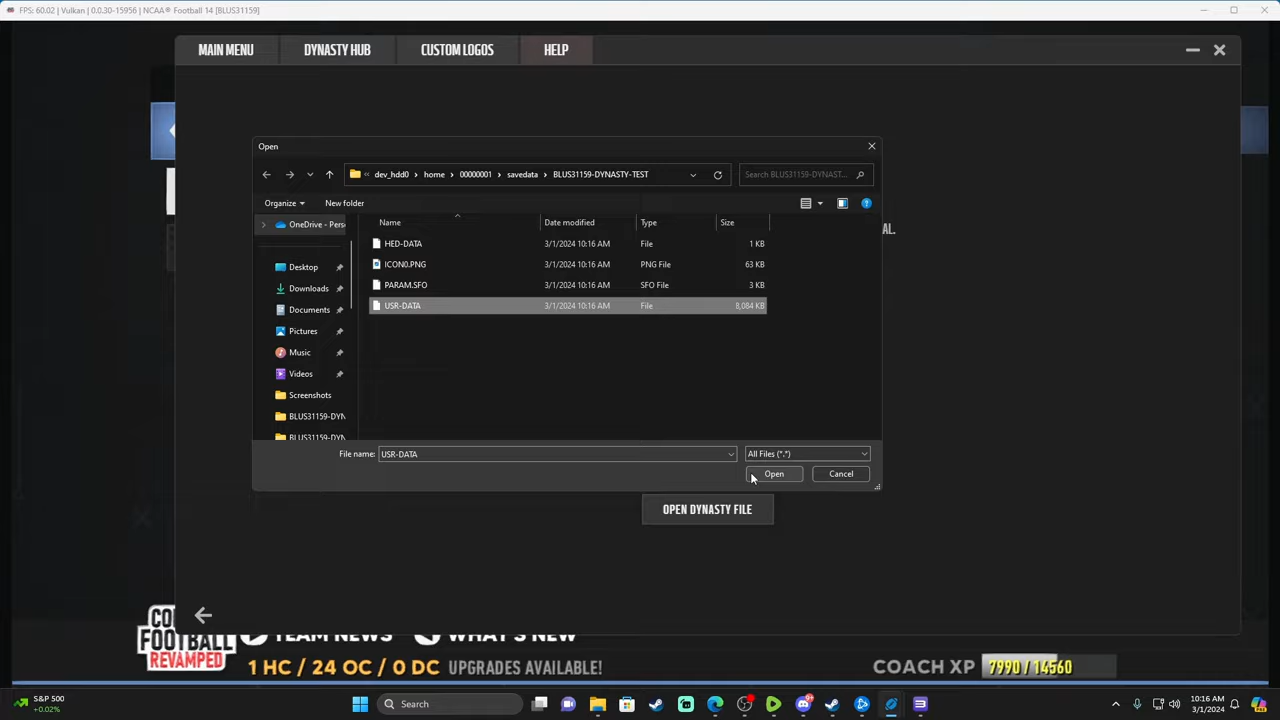 FPS: 60.02 | Vulkan | 0.0.30-15956 | NCAA® Football 14 [BLUS31159]
MAIN MENU DYNASTY HUB CUSTOM LOGOS HELP
Open
« dev_hdd0 › home › 00000001 › savedata › BLUS31159-DYNASTY-TEST
Search BLUS31159-DYNAST...
Organize New folder
Name Date modified Type Size
OneDrive - Pers
HED-DATA 3/1/2024 10:16 AM File 1 KB
ICON0.PNG 3/1/2024 10:16 AM PNG File 63 KB
PARAM.SFO 3/1/2024 10:16 AM SFO File 3 KB
USR-DATA 3/1/2024 10:16 AM File 8,084 KB
Desktop
Downloads
Documents
Pictures
Music
Videos
Screenshots
BLUS31159-DYN
BLUS31159-DYN
AL.
File name: USR-DATA All Files (*.*)
Open Cancel
OPEN DYNASTY FILE
CO
FOOTBALL
REVAMPED
TEAM NEWS WHAT'S NEW
1 HC / 24 OC / 0 DC UPGRADES AVAILABLE!
COACH XP 7990 / 14560
S&P 500
+0.02%
Search
10:16 AM
3/1/2024